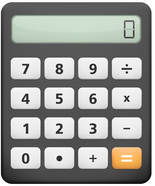 0
7 8 9 ÷
4 5 6 x
1 2 3 −
0 • + =